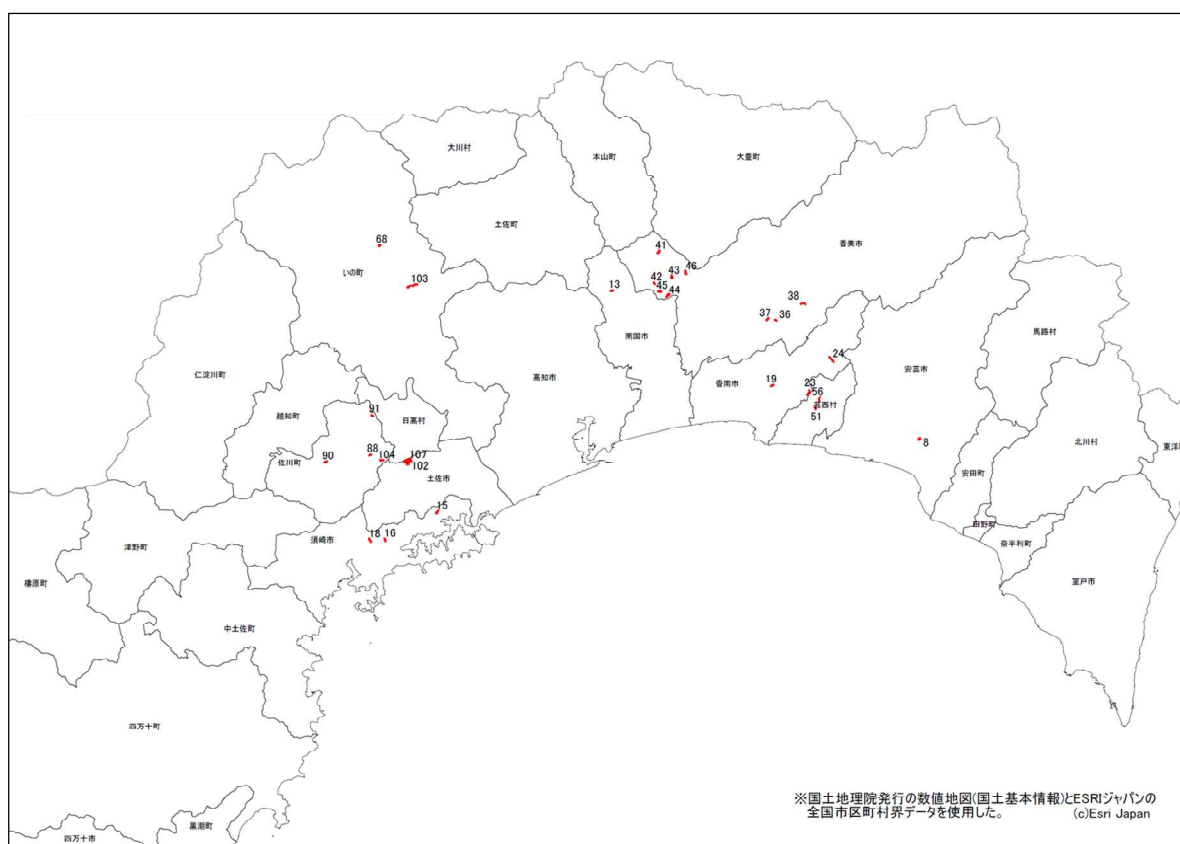 大川村
本山町
大豊町
土佐町
香美市
68
41
いの町
46
43
103
42
13
45
44
38
馬路村
37
36
南国市
24
安芸市
仁淀川町
高知市
香南市
19
23
56
芸西村
越知町
91
51
日高村
8
北川村
東洋
88
104
107
佐川町
90
102
安田町
土佐市
15
田野町
須崎市
18
16
奈半利町
津野町
室戸市
檮原町
中土佐町
四万十町
※国土地理院発行の数値地図(国土基本情報)とESRIジャパンの
全国市区町村界データを使用した。 (c)Esri Japan
黒潮町
四万十市